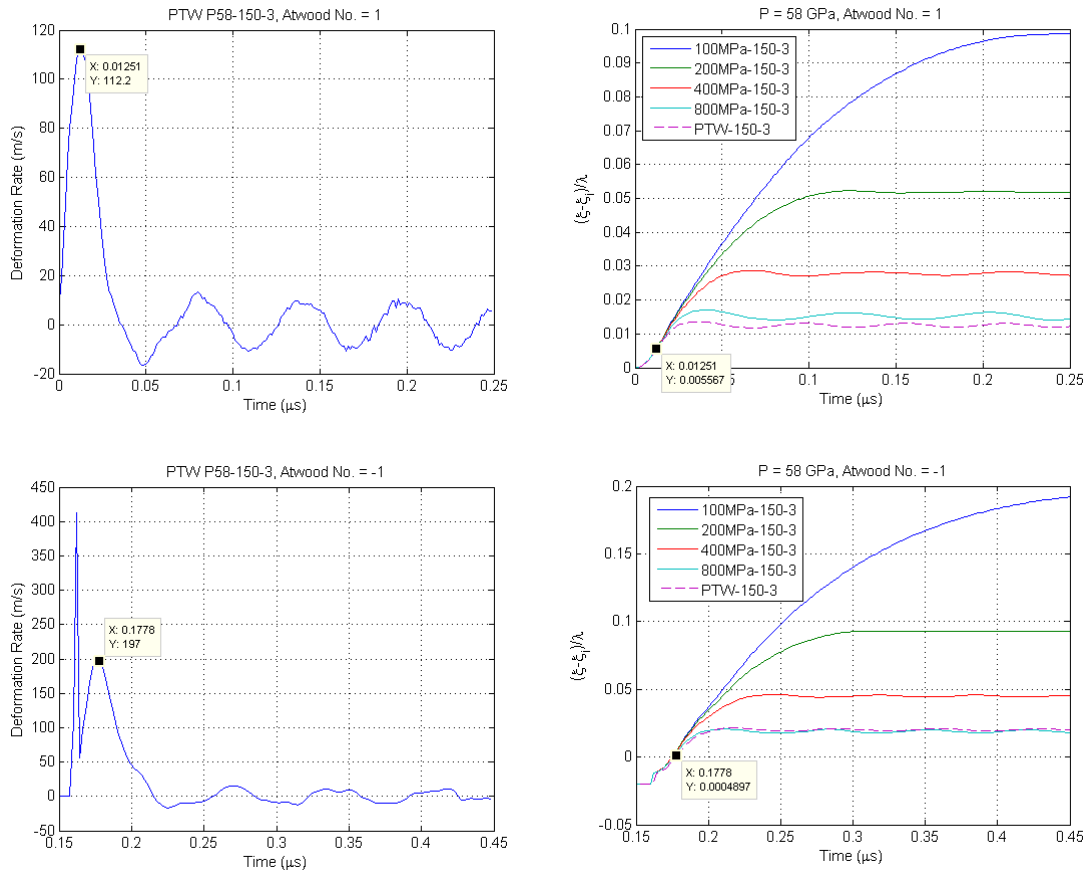 PTW P58-150-3, Atwood No. = 1
120
100
80
60
40
20
0
-20
Deformation Rate (m/s)
X: 0.01251
Y: 112.2
0
0.05
0.1
0.15
0.2
0.25
Time (μs)
P = 58 GPa, Atwood No. = 1
0.1
0.09
0.08
0.07
0.06
0.05
0.04
0.03
0.02
0.01
0
(ξ-ξi)/λ
100MPa-150-3
200MPa-150-3
400MPa-150-3
800MPa-150-3
PTW-150-3
X: 0.01251
Y: 0.005567
0
0.1
0.15
0.2
0.25
Time (μs)
PTW P58-150-3, Atwood No. = -1
450
400
350
300
250
200
150
100
50
0
-50
Deformation Rate (m/s)
X: 0.1778
Y: 197
0.15
0.2
0.25
0.3
0.35
0.4
0.45
Time (μs)
P = 58 GPa, Atwood No. = -1
0.2
0.15
0.1
0.05
0
-0.05
(ξ-ξi)/λ
100MPa-150-3
200MPa-150-3
400MPa-150-3
800MPa-150-3
PTW-150-3
X: 0.1778
Y: 0.0004897
0.15
0.2
0.25
0.3
0.35
0.4
0.45
Time (μs)